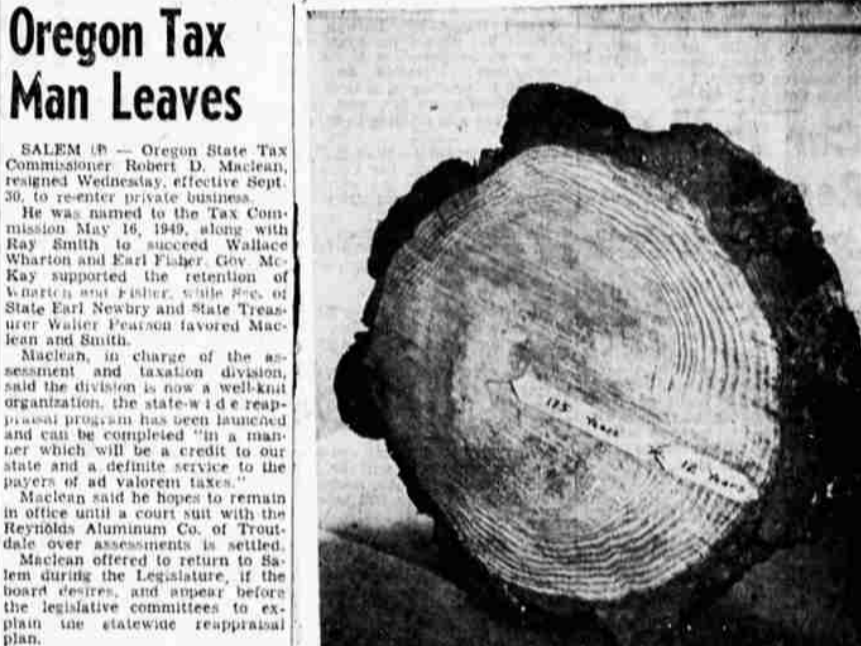 Oregon Tax
Man Leaves
SALEM (P) — Oregon State Tax
Commissioner Robert D. Maclean,
resigned Wednesday, effective Sept.
30, to re-enter private business.
He was named to the Tax Com-
mission May 16, 1949, along with
Ray Smith to succeed Wallace
Wharton and Earl Fisher. Gov. Mc-
Kay supported the retention of
Wharton and Fisher, while Sec. of
State Earl Newbry and State Treas-
urer Walter Pearson favored Mac-
lean and Smith.
Maclean, in charge of the as-
sessment and taxation division,
said the division is now a well-knit
organization, the state-wide reap-
praisal program has been launched
and can be completed "in a man-
ner which will be a credit to our
state and a definite service to the
payers of ad valorem taxes."
Maclean said he hopes to remain
in office until a court suit with the
Reynolds Aluminum Co. of Trout-
dale over assessments is settled.
Maclean offered to return to Sa-
lem during the Legislature, if the
board desires, and appear before
the legislative committees to ex-
plain the statewide reappraisal
plan.
Years
12 Years